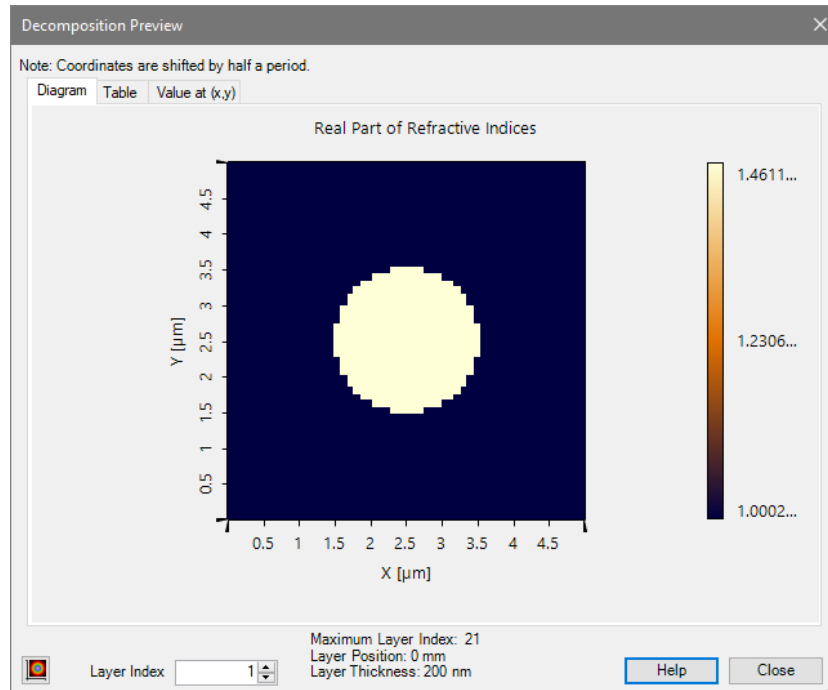 Decomposition Preview
Note: Coordinates are shifted by half a period.
Diagram Table Value at (x,y)
Real Part of Refractive Indices
1.4611...
1.2306...
1.0002...
Y [µm]
4.5
4
3.5
3
2.5
2
1.5
1
0.5
0.5 1 1.5 2 2.5 3 3.5 4 4.5
X [µm]
Maximum Layer Index: 21
Layer Position: 0 mm
Layer Thickness: 200 nm
Layer Index 1
Help Close